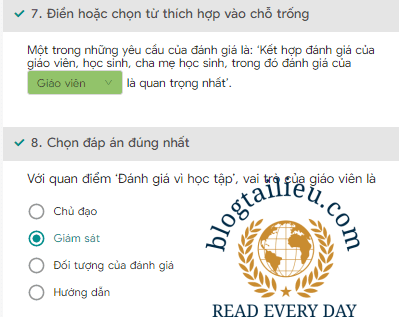 ✔ 7. Điền hoặc chọn từ thích hợp vào chỗ trống
Một trong những yêu cầu của đánh giá là: ‘Kết hợp đánh giá của
giáo viên, học sinh, cha mẹ học sinh, trong đó đánh giá của
Giáo viên là quan trọng nhất’.
✔ 8. Chọn đáp án đúng nhất
Với quan điểm ‘Đánh giá vì học tập’, vai trò của giáo viên là
Chủ đạo
Giám sát
Đối tượng của đánh giá
Hướng dẫn
blogtailieu.com
READ EVERY DAY